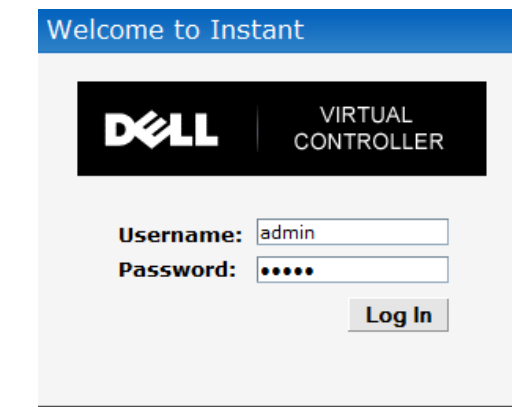 Welcome to Instant
DELL
VIRTUAL
CONTROLLER
Username: admin
Password: •••••
Log In